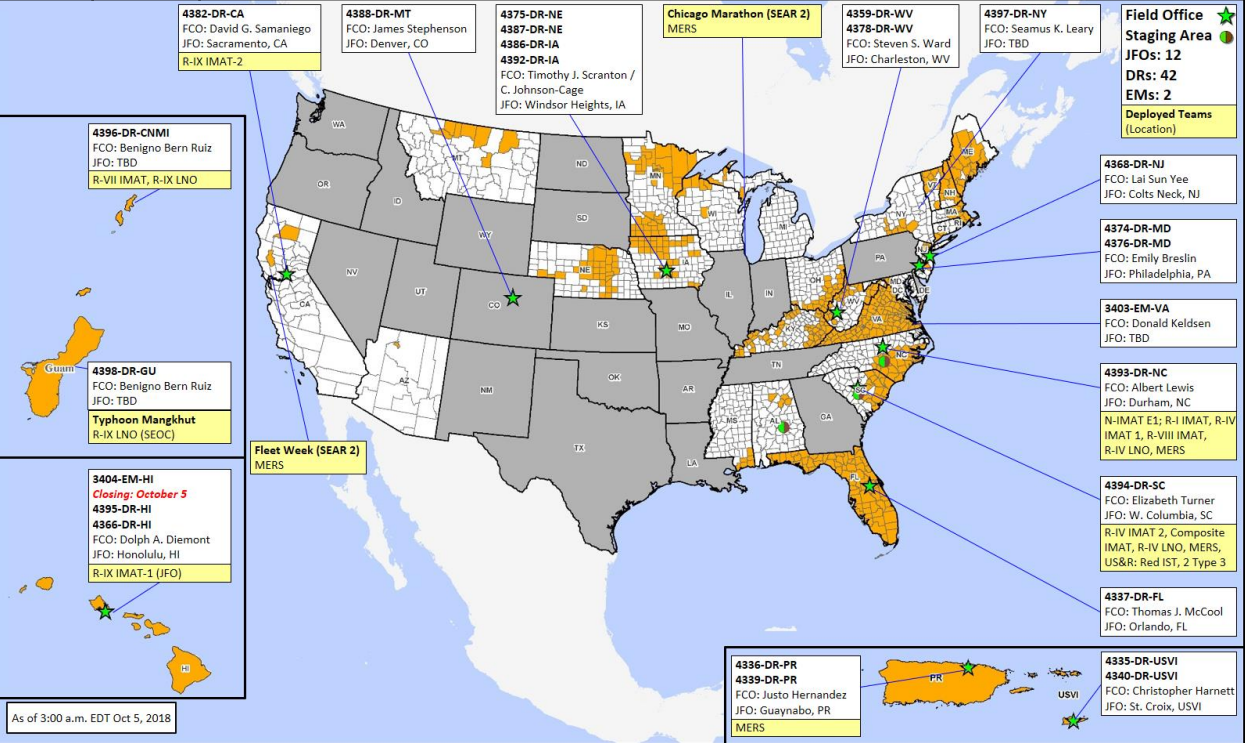 4382-DR-CA
FCO: David G. Samaniego
JFO: Sacramento, CA
R-IX IMAT-2
4388-DR-MT
FCO: James Stephenson
JFO: Denver, CO
4375-DR-NE
4387-DR-NE
4386-DR-IA
4392-DR-IA
FCO: Timothy J. Scranton /
C. Johnson-Cage
JFO: Windsor Heights, IA
Chicago Marathon (SEAR 2)
MERS
4359-DR-WV
4378-DR-WV
FCO: Steven S. Ward
JFO: Charleston, WV
4397-DR-NY
FCO: Seamus K. Leary
JFO: TBD
Field Office
Staging Area
JFOs: 12
DRs: 42
EMs: 2
Deployed Teams
(Location)
4396-DR-CNMI
FCO: Benigno Bern Ruiz
JFO: TBD
R-VII IMAT, R-IX LNO
4368-DR-NJ
FCO: Lai Sun Yee
JFO: Colts Neck, NJ
4374-DR-MD
4376-DR-MD
FCO: Emily Breslin
JFO: Philadelphia, PA
3403-EM-VA
FCO: Donald Keldsen
JFO: TBD
4393-DR-NC
FCO: Albert Lewis
JFO: Durham, NC
N-IMAT E1; R-I IMAT, R-IV
IMAT 1, R-VIII IMAT,
R-IV LNO, MERS
4394-DR-SC
FCO: Elizabeth Turner
JFO: W. Columbia, SC
R-IV IMAT 2, Composite
IMAT, R-IV LNO, MERS,
US&R: Red IST, 2 Type 3
4337-DR-FL
FCO: Thomas J. McCool
JFO: Orlando, FL
Guam
4398-DR-GU
FCO: Benigno Bern Ruiz
JFO: TBD
Typhoon Mangkhut
R-IX LNO (SEOC)
Fleet Week (SEAR 2)
MERS
3404-EM-HI
Closing: October 5
4395-DR-HI
4366-DR-HI
FCO: Dolph A. Diemont
JFO: Honolulu, HI
R-IX IMAT-1 (JFO)
HI
As of 3:00 a.m. EDT Oct 5, 2018
4336-DR-PR
4339-DR-PR
FCO: Justo Hernandez
JFO: Guaynabo, PR
MERS
PR
USVI
4335-DR-USVI
4340-DR-USVI
FCO: Christopher Harnett
JFO: St. Croix, USVI
WA
MT
ND
MN
ME
OR
ID
SD
WI
MI
VT
NH
NY
MA
CT
RI
WY
NE
IA
PA
NV
UT
CO
IL
IN
OH
MD
DC
DE
WV
VA
CA
KS
MO
KY
AZ
NM
OK
AR
TN
NC
SC
MS
AL
GA
TX
LA
FL